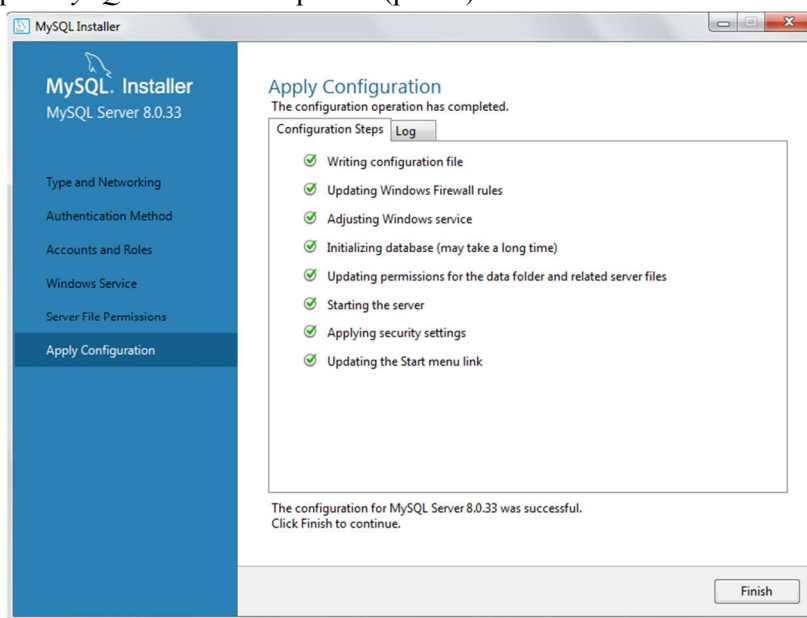 MySQL Installer
MySQL. Installer
MySQL Server 8.0.33
Type and Networking
Authentication Method
Accounts and Roles
Windows Service
Server File Permissions
Apply Configuration
Apply Configuration
The configuration operation has completed.
Configuration Steps Log
Writing configuration file
Updating Windows Firewall rules
Adjusting Windows service
Initializing database (may take a long time)
Updating permissions for the data folder and related server files
Starting the server
Applying security settings
Updating the Start menu link
The configuration for MySQL Server 8.0.33 was successful.
Click Finish to continue.
Finish